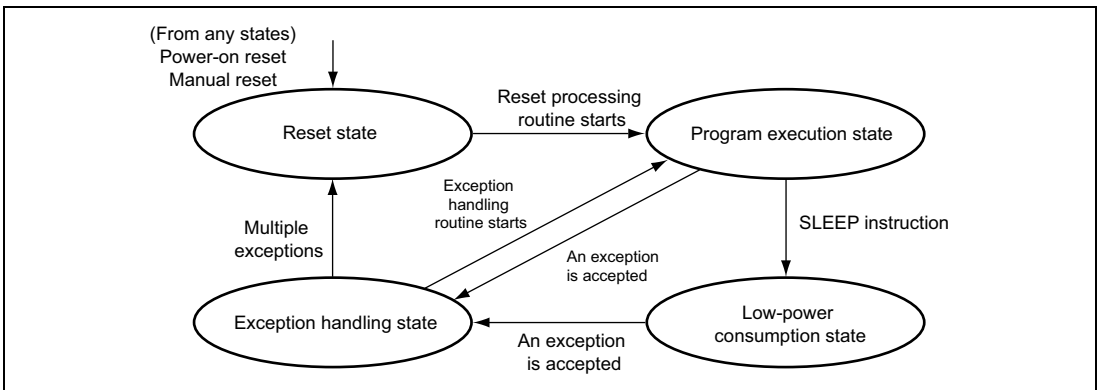 (From any states)
Power-on reset
Manual reset
Reset state
Reset processing
routine starts
Program execution state
Exception
handling
routine starts
Multiple
exceptions
An exception
is accepted
SLEEP instruction
Exception handling state
An exception
is accepted
Low-power
consumption state